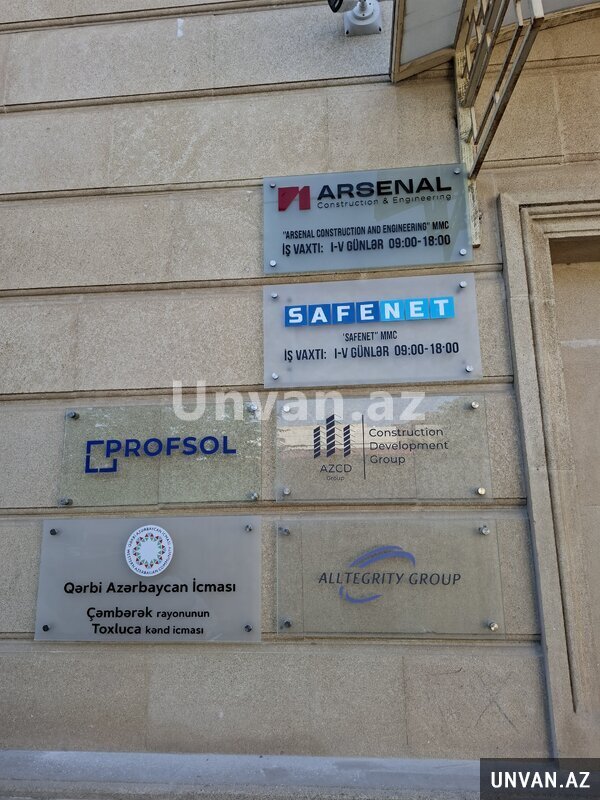 ARSENAL
Construction & Engineering
"ARSENAL CONSTRUCTION AND ENGINEERING" MMC
İŞ VAXTI: I-V GÜNLƏR 09:00-18:00
SAFENET
"SAFENET" MMC
İŞ VAXTI: I-V GÜNLƏR 09:00-18:00
Unvan.az
PROFSOL
AZCD
Group
Construction
Development
Group
Qərbi Azərbaycan İcması
Çəmbərək rayonunun
Toxluca kənd icması
ALLTEGRITY GROUP
UNVAN.AZ